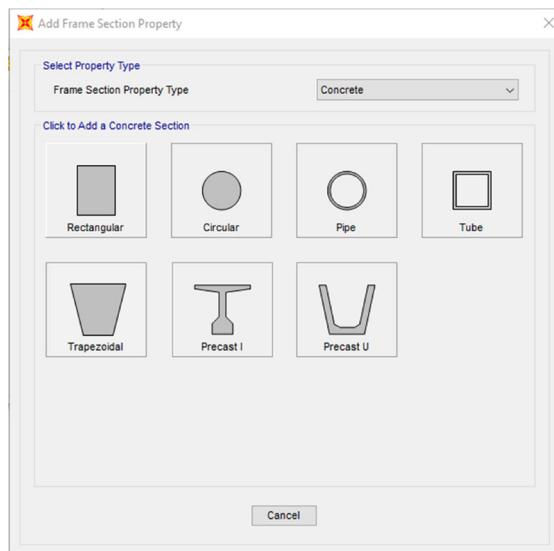 Add Frame Section Property
Select Property Type
Frame Section Property Type
Concrete
Click to Add a Concrete Section
Rectangular
Circular
Pipe
Tube
Trapezoidal
Precast I
Precast U
Cancel